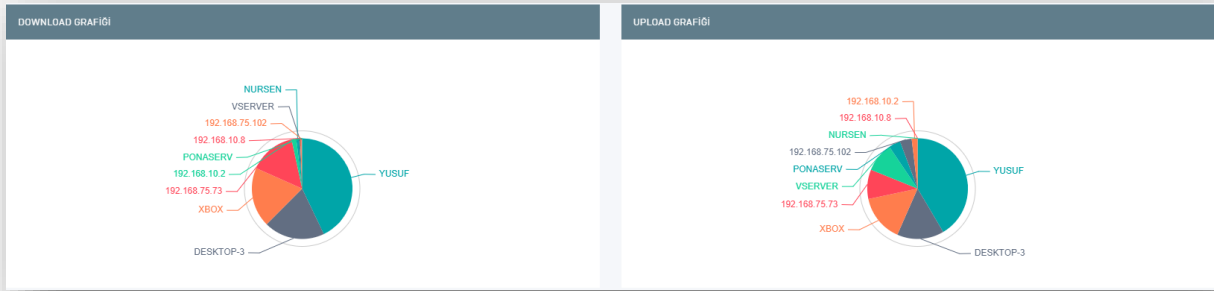 DOWNLOAD GRAFİĞİ
NURSEN
VSERVER
192.168.75.102
192.168.10.8
PONASERV
192.168.10.2
192.168.75.73
XBOX
DESKTOP-3
YUSUF
UPLOAD GRAFİĞİ
192.168.10.2
192.168.10.8
NURSEN
192.168.75.102
PONASERV
VSERVER
192.168.75.73
XBOX
DESKTOP-3
YUSUF